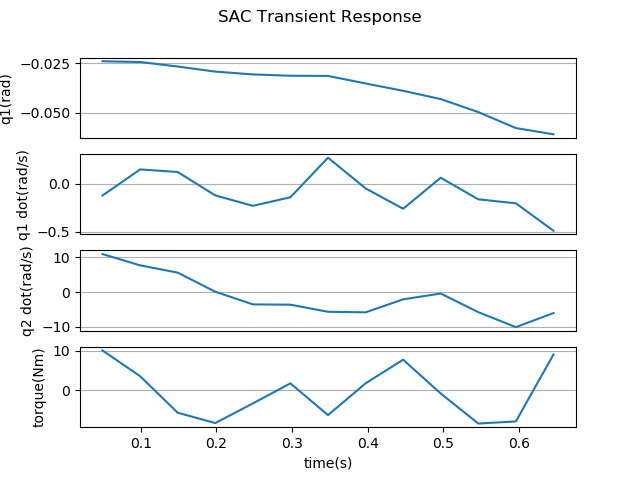 SAC Transient Response
q1(rad)
−0.025
−0.050
q1 dot(rad/s)
0.0
−0.5
q2 dot(rad/s)
10
0
−10
torque(Nm)
10
0
0.1 0.2 0.3 0.4 0.5 0.6
time(s)